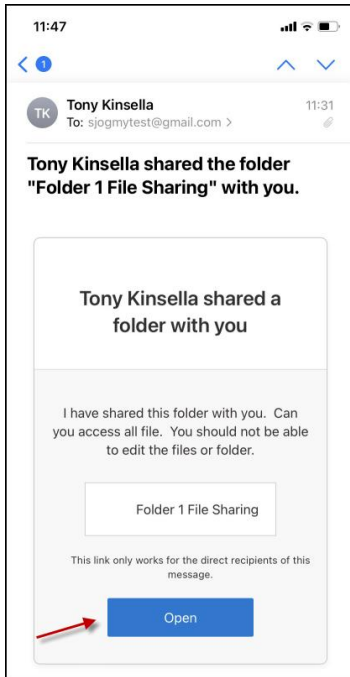 11:47
1
TK
Tony Kinsella
11:31
To: sjogmytest@gmail.com >
Tony Kinsella shared the folder
"Folder 1 File Sharing" with you.
Tony Kinsella shared a
folder with you
I have shared this folder with you. Can
you access all file. You should not be able
to edit the files or folder.
Folder 1 File Sharing
This link only works for the direct recipients of this
message.
Open